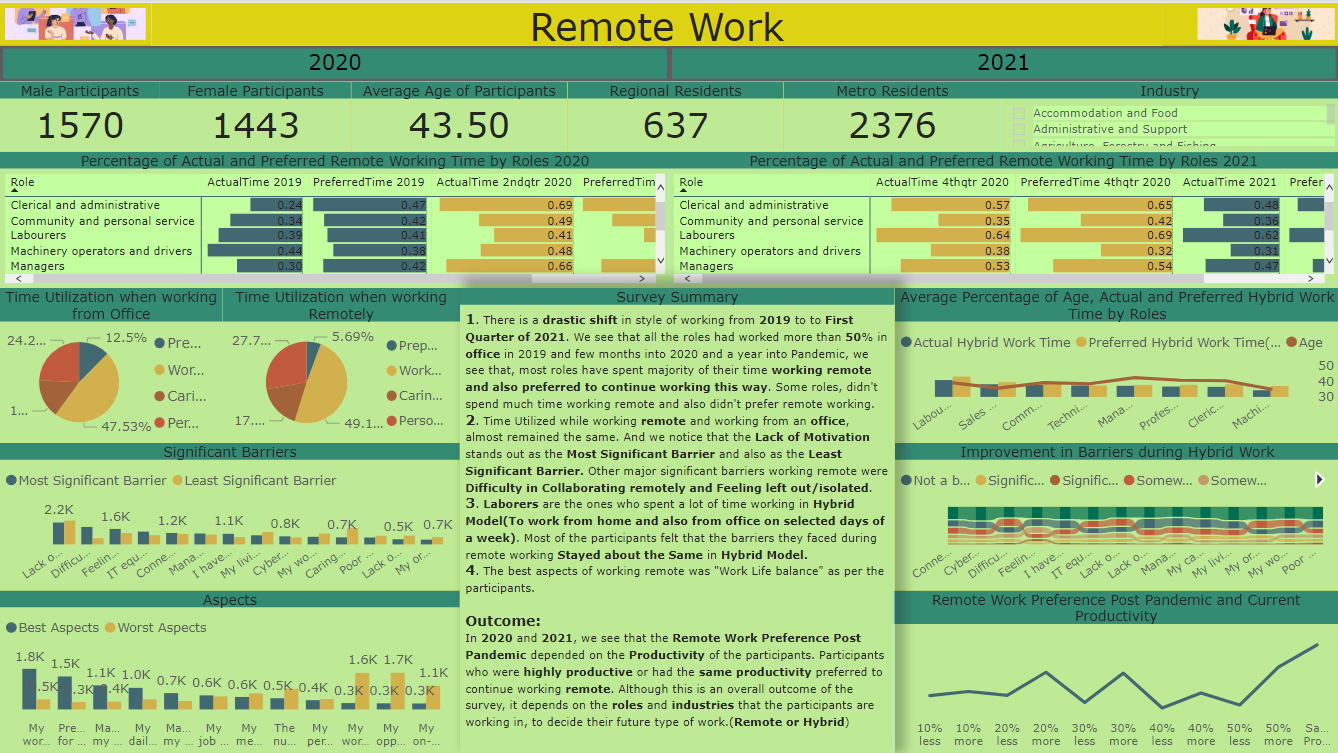 Remote Work
2020
2021
Male Participants
Female Participants
Average Age of Participants
Regional Residents
Metro Residents
Industry
1570
1443
43.50
637
2376
Accommodation and Food
Administrative and Support
Agriculture, Forestry and Fishing
Percentage of Actual and Preferred Remote Working Time by Roles 2020
Role ActualTime 2019 PreferredTime 2019 ActualTime 2ndqtr 2020 PreferredTim
Clerical and administrative 0.24 0.47 0.69
Community and personal service 0.34 0.42 0.49
Labourers 0.39 0.41 0.41
Machinery operators and drivers 0.44 0.38 0.48
Managers 0.30 0.42 0.66
Percentage of Actual and Preferred Remote Working Time by Roles 2021
Role ActualTime 4thqtr 2020 PreferredTime 4thqtr 2020 ActualTime 2021 Prefer
Clerical and administrative 0.57 0.65 0.48
Community and personal service 0.35 0.42 0.36
Labourers 0.64 0.69 0.62
Machinery operators and drivers 0.38 0.32 0.31
Managers 0.53 0.54 0.47
Time Utilization when working
from Office
24.2...
12.5%
1...
47.53%
Pre...
Wor...
Cari...
Per...
Time Utilization when working
Remotely
27.7...
5.69%
17....
49.1...
Prep...
Work...
Carin...
Perso...
Significant Barriers
Most Significant Barrier Least Significant Barrier
2.2K 1.6K 1.2K 1.1K 0.8K 0.7K 0.5K 0.7K
Lack o... Difficu... Feelin... IT equ... Conne... Mana... I have... My livi... Cyber... My wo... Caring... Poor ... Lack o... My or...
Aspects
Best Aspects Worst Aspects
1.8K 1.5K 1.1K 1.0K 0.7K 0.6K 0.6K 0.5K 0.4K 0.3K 0.3K 0.3K
1.6K 1.7K 1.1K
My Pre... Ma... My Ma... My My The My My My My
wor... for ... my ... dail... my ... job ... me... nu... per... wor... opp... on-...
Survey Summary
1. There is a drastic shift in style of working from 2019 to to First
Quarter of 2021. We see that all the roles had worked more than 50% in
office in 2019 and few months into 2020 and a year into Pandemic, we
see that, most roles have spent majority of their time working remote
and also preferred to continue working this way. Some roles, didn't
spend much time working remote and also didn't prefer remote working.
2. Time Utilized while working remote and working from an office,
almost remained the same. And we notice that the Lack of Motivation
stands out as the Most Significant Barrier and also as the Least
Significant Barrier. Other major significant barriers working remote were
Difficulty in Collaborating remotely and Feeling left out/isolated.
3. Laborers are the ones who spent a lot of time working in Hybrid
Model(To work from home and also from office on selected days of
a week). Most of the participants felt that the barriers they faced during
remote working Stayed about the Same in Hybrid Model.
4. The best aspects of working remote was "Work Life balance" as per the
participants.
Outcome:
In 2020 and 2021, we see that the Remote Work Preference Post
Pandemic depended on the Productivity of the participants. Participants
who were highly productive or had the same productivity preferred to
continue working remote. Although this is an overall outcome of the
survey, it depends on the roles and industries that the participants are
working in, to decide their future type of work.(Remote or Hybrid)
Average Percentage of Age, Actual and Preferred Hybrid Work
Time by Roles
Actual Hybrid Work Time Preferred Hybrid Work Time(... Age
50
40
30
Labou... Sales ... Comm... Techni... Mana... Profes... Cleric... Machi...
Improvement in Barriers during Hybrid Work
Not a b... Signific... Signific... Somew... Somew...
Conne... Cyber... Difficu... Feelin... I have... IT equ... Lack o... Lack o... Mana... My ca... My livi... My or... My wo... Poor ...
Remote Work Preference Post Pandemic and Current
Productivity
10% 10% 20% 20% 30% 30% 40% 40% 50% 50% Sa...
less more less more less more less more less more Pro...